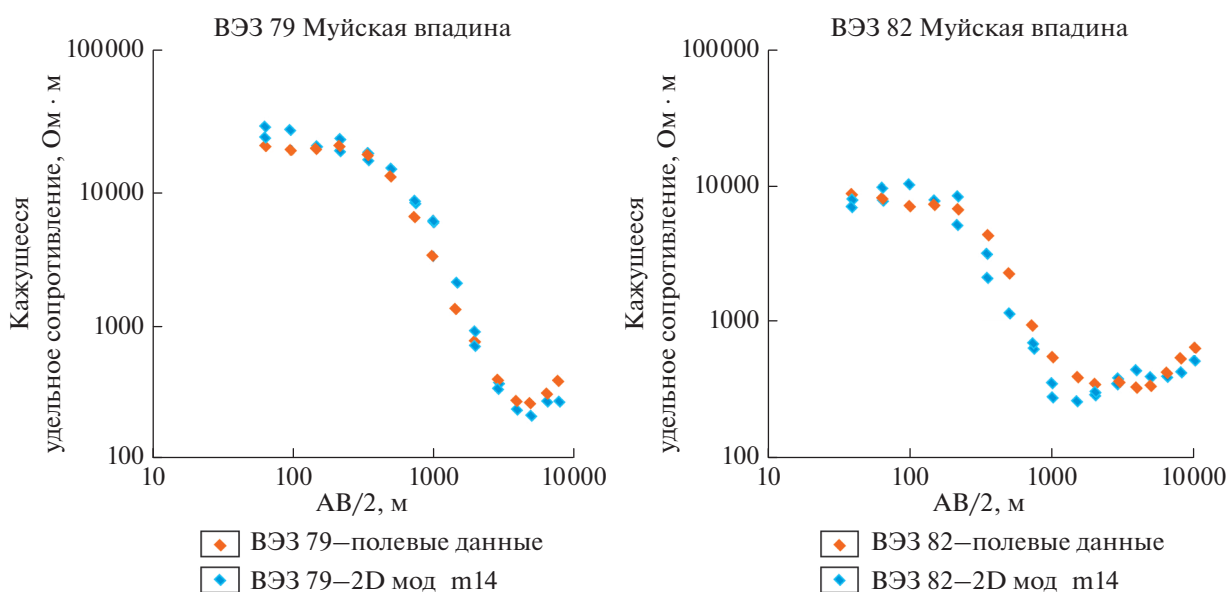 ВЭЗ 79 Муйская впадина
100000
10000
1000
100
10
100
1000
10000
Кажущееся
удельное сопротивление, Ом · м
АВ/2, м
ВЭЗ 79–полевые данные
ВЭЗ 79–2D мод m14
ВЭЗ 82 Муйская впадина
100000
10000
1000
100
10
100
1000
10000
Кажущееся
удельное сопротивление, Ом · м
АВ/2, м
ВЭЗ 82–полевые данные
ВЭЗ 82–2D мод m14